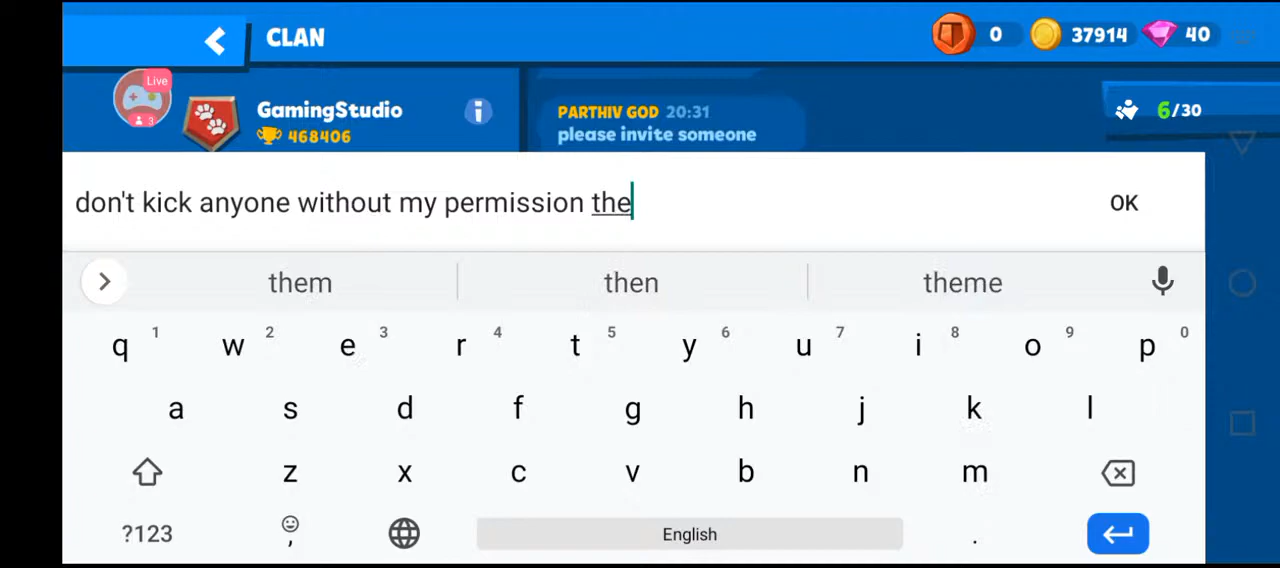 CLAN
0
37914
40
Live
3
GamingStudio
i
468406
PARTHIV GOD 20:31
please invite someone
6/30
don't kick anyone without my permission the
OK
them
then
theme
q 1 w 2 e 3 r 4 t 5 y 6 u 7 i 8 o 9 p 0
a s d f g h j k l
z x c v b n m
?123
,
English
.